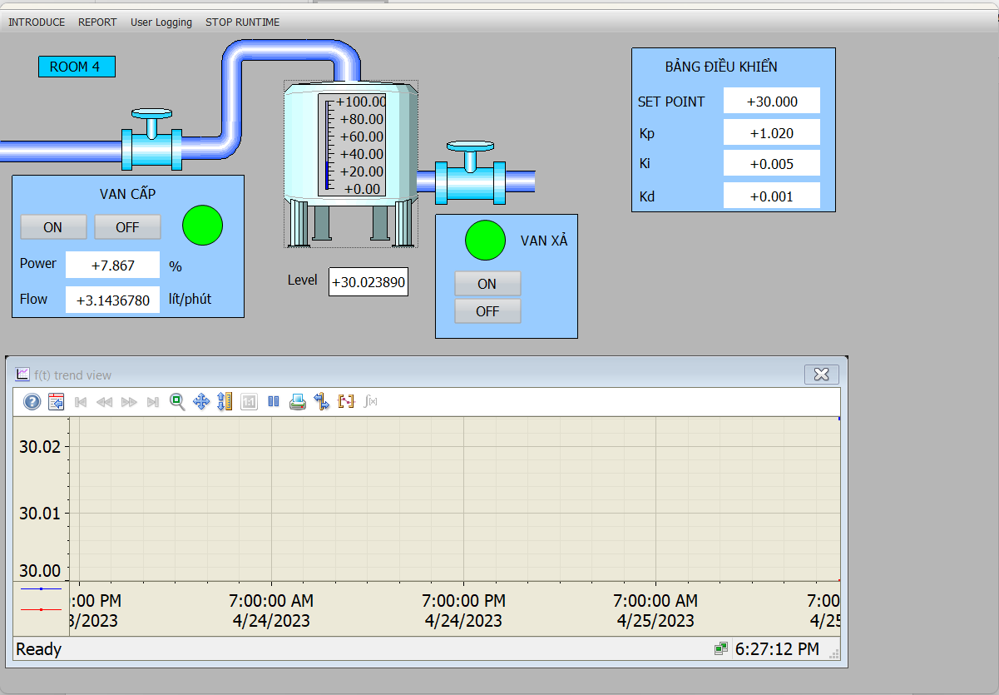 INTRODUCE REPORT User Logging STOP RUNTIME
ROOM 4
BẢNG ĐIỀU KHIỂN
SET POINT +30.000
Kp +1.020
Ki +0.005
Kd +0.001
+100.00
+80.00
+60.00
+40.00
+20.00
+0.00
VAN CẤP
ON OFF
Power +7.867 %
Flow +3.1436780 lít/phút
Level +30.023890
VAN XẢ
ON
OFF
f(t) trend view
1:1
f(x)
30.02
30.01
30.00
:00 PM 7:00:00 AM 7:00:00 PM 7:00:00 AM 7:00
3/2023 4/24/2023 4/24/2023 4/25/2023 4/25
Ready 6:27:12 PM